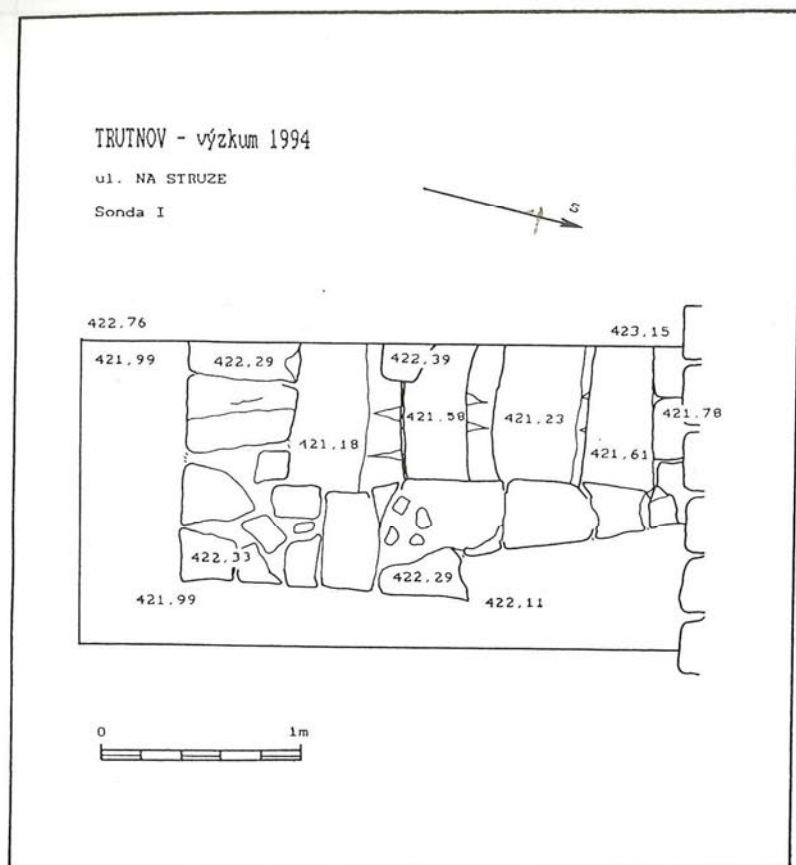 TRUTNOV - výzkum 1994
ul. NA STRUZE
Sonda I
S
422,76
423,15
421,99
422,29
422,39
421,18
421,58
421,23
421,78
421,61
422,33
422,29
421,99
422,11
0 1m